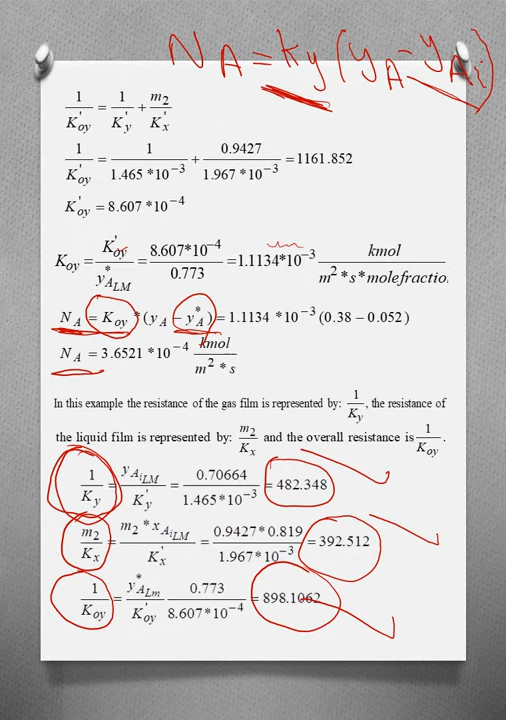 N A = ky (yA - yAi)
1/K'oy = 1/K'y + m2/K'x
1/K'oy = 1/1.465*10^-3 + 0.9427/1.967*10^-3 = 1161.852
K'oy = 8.607*10^-4
Koy = K'oy/y*A LM = 8.607*10^-4/0.773 = 1.1134*10^-3 kmol/m^2*s*molefractio
NA = Koy*(yA - y*A) = 1.1134*10^-3(0.38 - 0.052)
NA = 3.6521*10^-4 kmol/m^2*s
In this example the resistance of the gas film is represented by: 1/Ky, the resistance of
the liquid film is represented by: m2/Kx and the overall resistance is 1/Koy.
1/Ky = yAiLM/K'y = 0.70664/1.465*10^-3 = 482.348
m2/Kx = m2*xAiLM/K'x = 0.9427*0.819/1.967*10^-3 = 392.512
1/Koy = y*ALm/K'oy 0.773/8.607*10^-4 = 898.1062